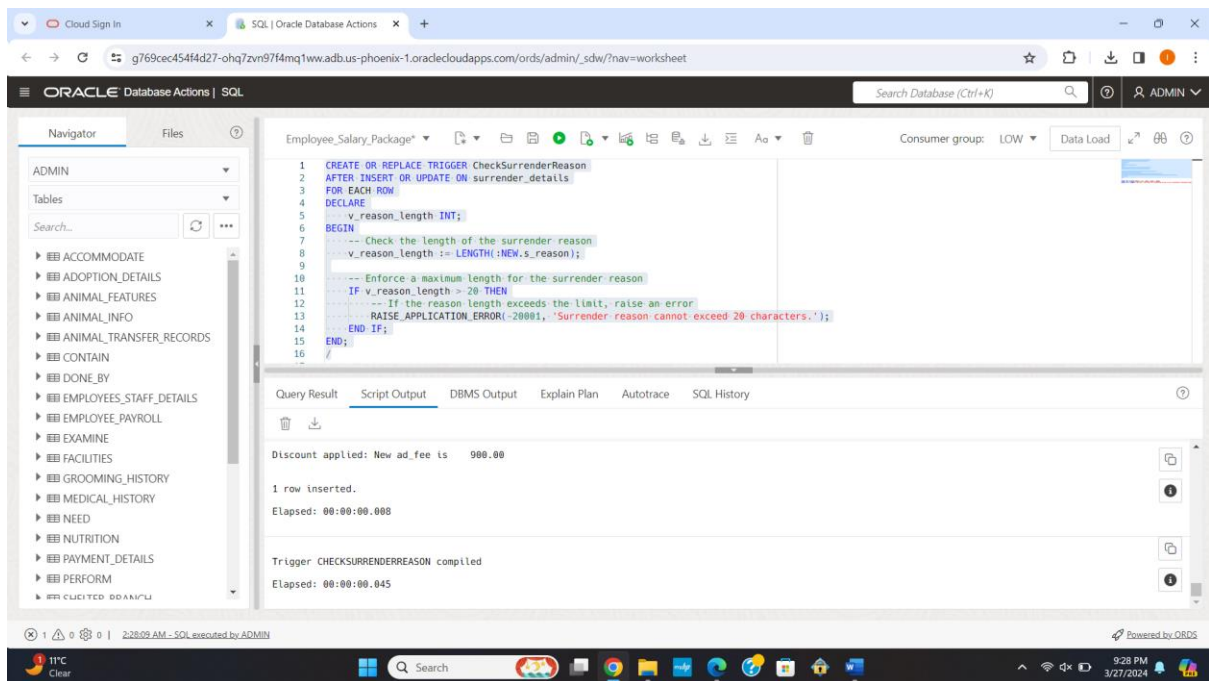 Cloud Sign In
SQL | Oracle Database Actions
g769cec454f4d27-ohq7zvn97f4mq1ww.adb.us-phoenix-1.oraclecloudapps.com/ords/admin/_sdw/?nav=worksheet
ORACLE Database Actions | SQL
Search Database (Ctrl+K)
ADMIN
Navigator Files
Employee_Salary_Package*
Aa
Consumer group: LOW
Data Load
ADMIN
Tables
Search...
ACCOMMODATE
ADOPTION_DETAILS
ANIMAL_FEATURES
ANIMAL_INFO
ANIMAL_TRANSFER_RECORDS
CONTAIN
DONE_BY
EMPLOYEES_STAFF_DETAILS
EMPLOYEE_PAYROLL
EXAMINE
FACILITIES
GROOMING_HISTORY
MEDICAL_HISTORY
NEED
NUTRITION
PAYMENT_DETAILS
PERFORM
SHELTER_BRANCH
1 CREATE OR REPLACE TRIGGER CheckSurrenderReason
2 AFTER INSERT OR UPDATE ON surrender_details
3 FOR EACH ROW
4 DECLARE
5 v_reason_length INT;
6 BEGIN
7 -- Check the length of the surrender reason
8 v_reason_length := LENGTH(:NEW.s_reason);
9
10 -- Enforce a maximum length for the surrender reason
11 IF v_reason_length > 20 THEN
12 -- If the reason length exceeds the limit, raise an error
13 RAISE_APPLICATION_ERROR(-20001, 'Surrender reason cannot exceed 20 characters.');
14 END IF;
15 END;
16 /
Query Result Script Output DBMS Output Explain Plan Autotrace SQL History
Discount applied: New ad_fee is 900.00
1 row inserted.
Elapsed: 00:00:00.008
Trigger CHECKSURRENDERREASON compiled
Elapsed: 00:00:00.045
1 0 0 | 2:28:09 AM - SQL executed by ADMIN
Powered by ORDS
1 11°C
Clear
Search
9:28 PM
3/27/2024